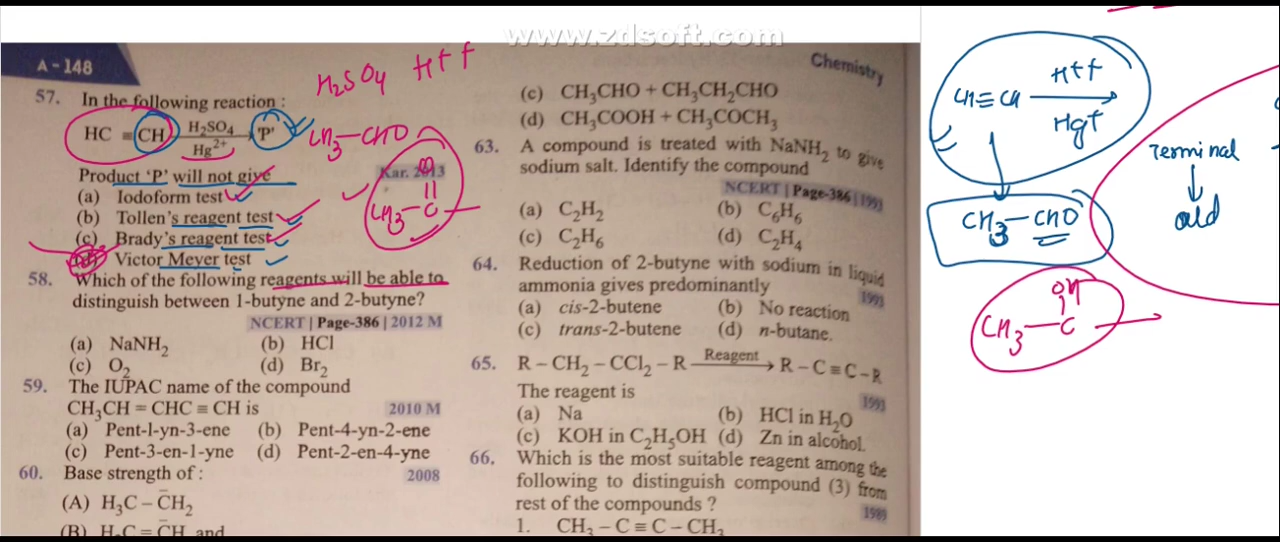 www.zdsoft.com
A - 148
Chemistry
H2SO4 H++
57. In the following reaction :
HC ≡ CH H₂SO₄ 'P' CH3—CHO
Hg²⁺
Product 'P' will not give Kar. 2013
(a) Iodoform test
(b) Tollen's reagent test
(c) Brady's reagent test
(d) Victor Meyer test
CH3—C—
58. Which of the following reagents will be able to
distinguish between 1-butyne and 2-butyne?
NCERT | Page-386 | 2012 M
(a) NaNH₂ (b) HCl
(c) O₂ (d) Br₂
59. The IUPAC name of the compound
CH₃CH = CHC ≡ CH is 2010 M
(a) Pent-l-yn-3-ene (b) Pent-4-yn-2-ene
(c) Pent-3-en-1-yne (d) Pent-2-en-4-yne
60. Base strength of : 2008
(A) H₃C – C̄H₂
(B) H₂C = C̄H and
(c) CH₃CHO + CH₃CH₂CHO
(d) CH₃COOH + CH₃COCH₃
63. A compound is treated with NaNH₂ to give
sodium salt. Identify the compound
NCERT | Page-386 | 1993
(a) C₂H₂ (b) C₆H₆
(c) C₂H₆ (d) C₂H₄
64. Reduction of 2-butyne with sodium in liquid
ammonia gives predominantly 1993
(a) cis-2-butene (b) No reaction
(c) trans-2-butene (d) n-butane.
65. R – CH₂ – CCl₂ – R Reagent → R – C ≡ C – R
The reagent is 1993
(a) Na (b) HCl in H₂O
(c) KOH in C₂H₅OH (d) Zn in alcohol.
66. Which is the most suitable reagent among the
following to distinguish compound (3) from
rest of the compounds ? 1989
1. CH₃ – C ≡ C – CH₃
CH≡CH H++ →
Hg+
CH3—CHO
Terminal
↓
ald
OH
CH3—C—